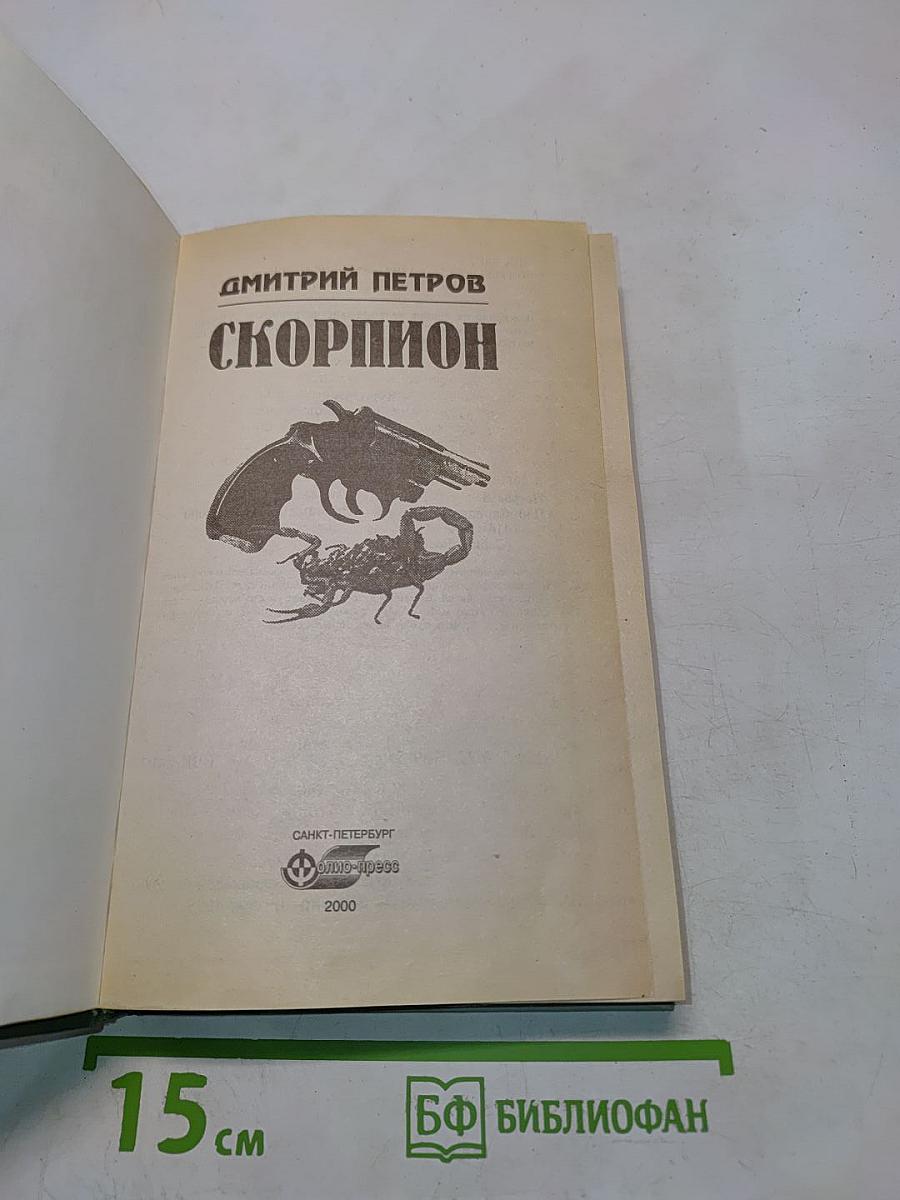 ДМИТРИЙ ПЕТРОВ
СКОРПИОН
САНКТ-ПЕТЕРБУРГ
Фолио-пресс
2000
15 см
БФ БИБЛИОФАН